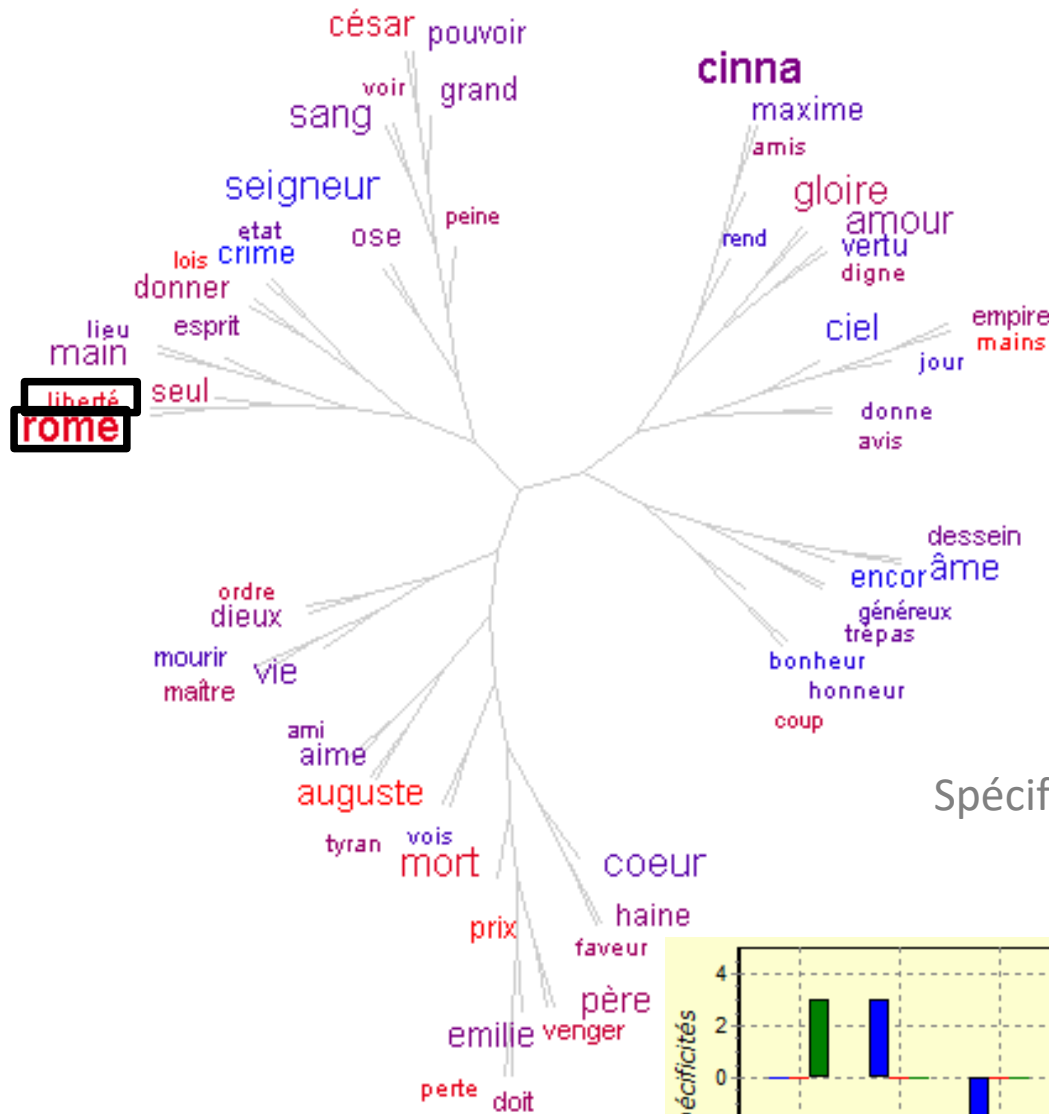 césar
pouvoir
cinna
voir
grand
sang
maxime
amis
seigneur
gloire
peine
amour
etat
ose
rend
vertu
lois
crime
digne
donner
lieu
esprit
ciel
empire
main
mains
jour
liberté
seul
donne
rome
avis
dessein
encor
âme
ordre
dieux
généreux
trépas
mourir
vie
bonheur
maître
honneur
coup
ami
aime
auguste
Spécif
tyran
vois
mort
coeur
prix
haine
faveur
père
emilie
venger
perte
doit
4
2
0
pécificités